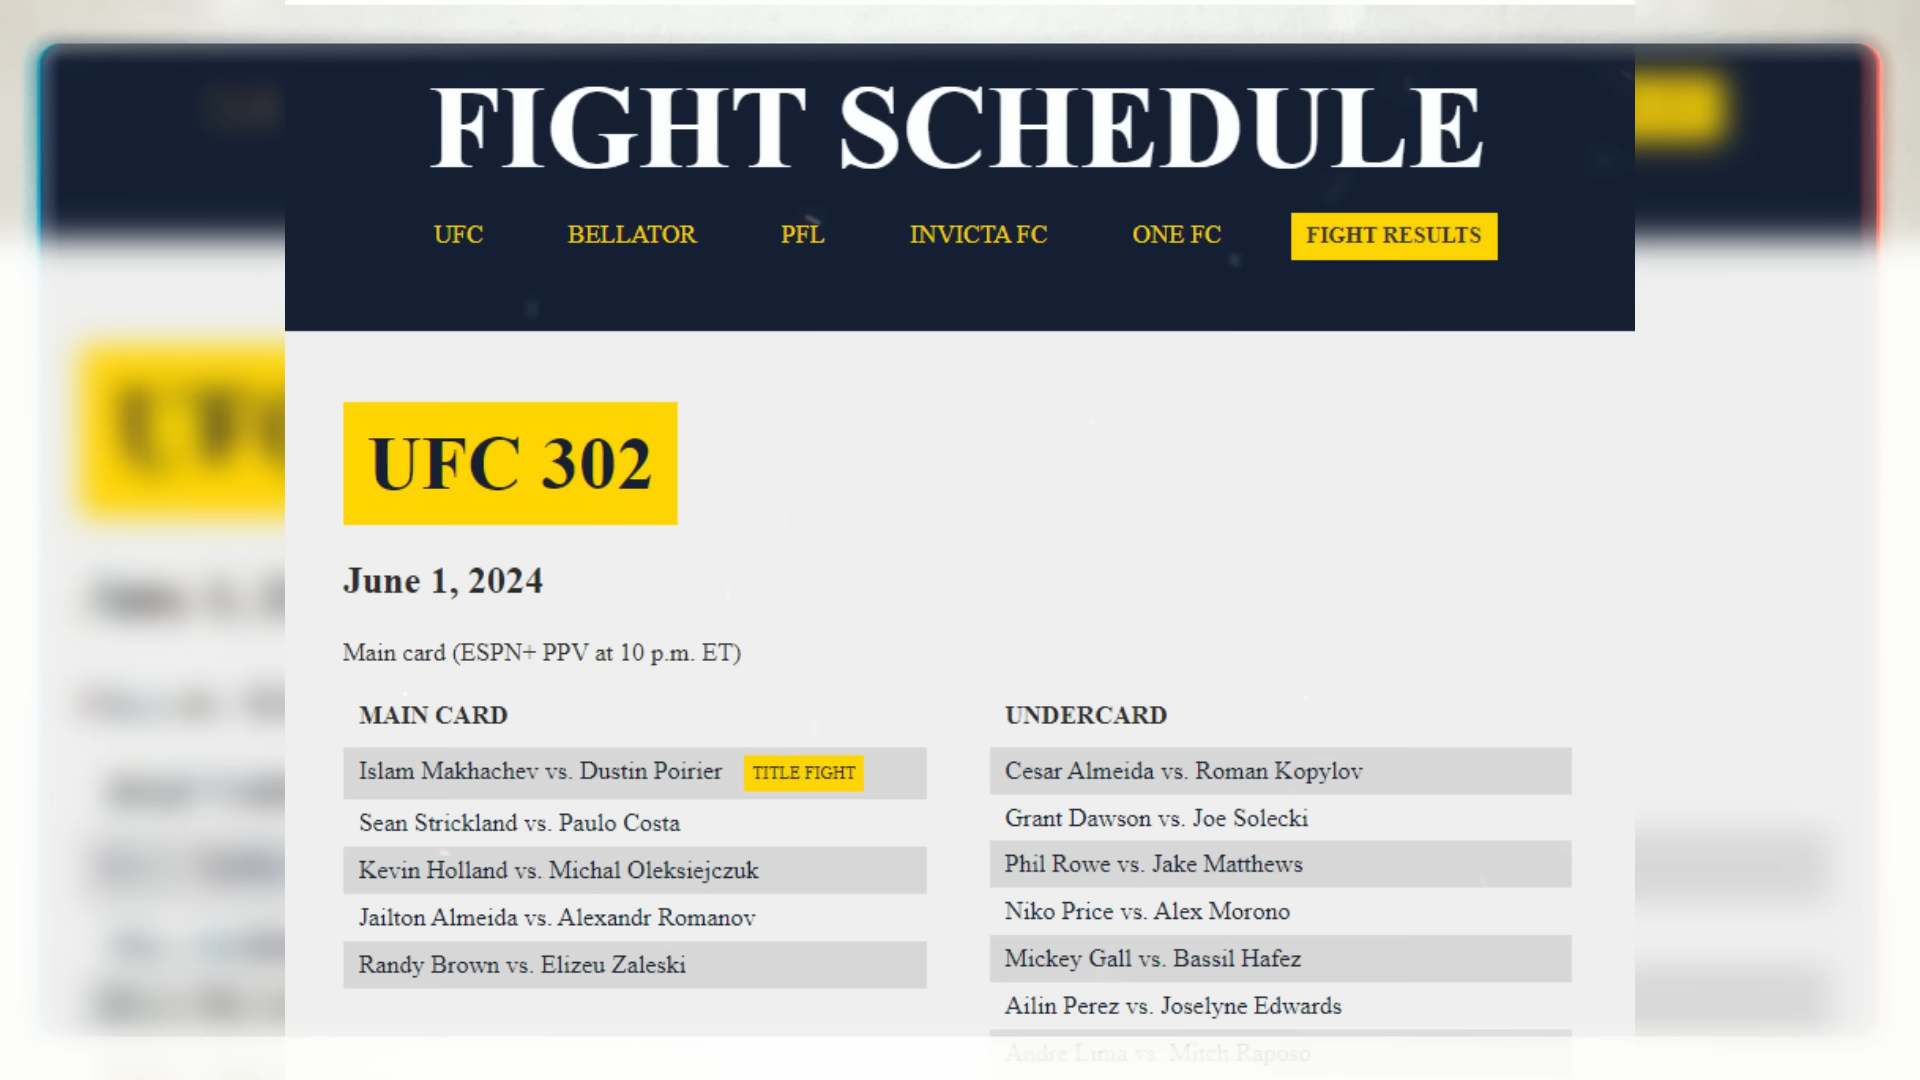 FIGHT SCHEDULE
UFC BELLATOR PFL INVICTA FC ONE FC FIGHT RESULTS
UFC 302
June 1, 2024
Main card (ESPN+ PPV at 10 p.m. ET)
MAIN CARD
Islam Makhachev vs. Dustin Poirier TITLE FIGHT
Sean Strickland vs. Paulo Costa
Kevin Holland vs. Michal Oleksiejczuk
Jailton Almeida vs. Alexandr Romanov
Randy Brown vs. Elizeu Zaleski
UNDERCARD
Cesar Almeida vs. Roman Kopylov
Grant Dawson vs. Joe Solecki
Phil Rowe vs. Jake Matthews
Niko Price vs. Alex Morono
Mickey Gall vs. Bassil Hafez
Ailin Perez vs. Joselyne Edwards
Andre Lima vs. Mitch Raposo